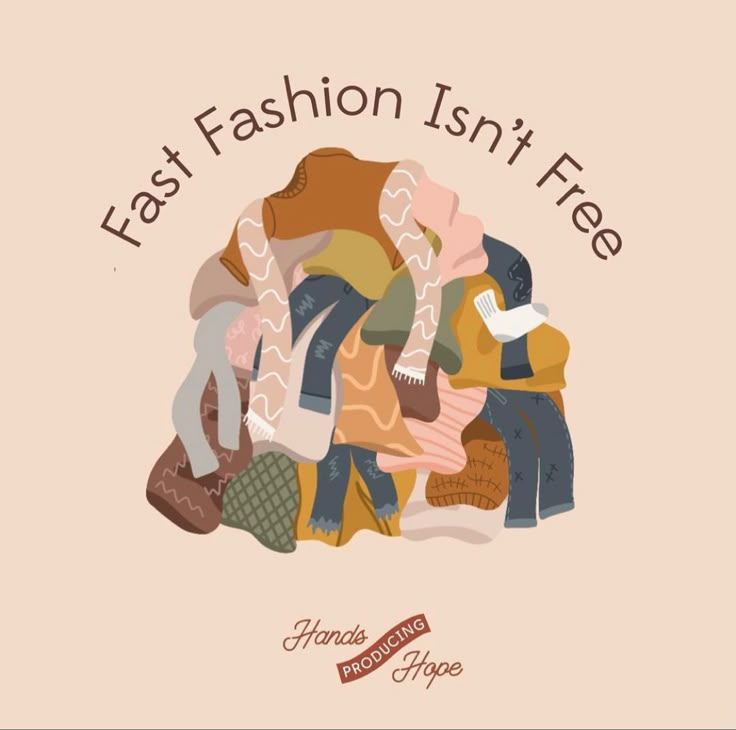 Fast Fashion Isn't Free
Hands
PRODUCING
Hope